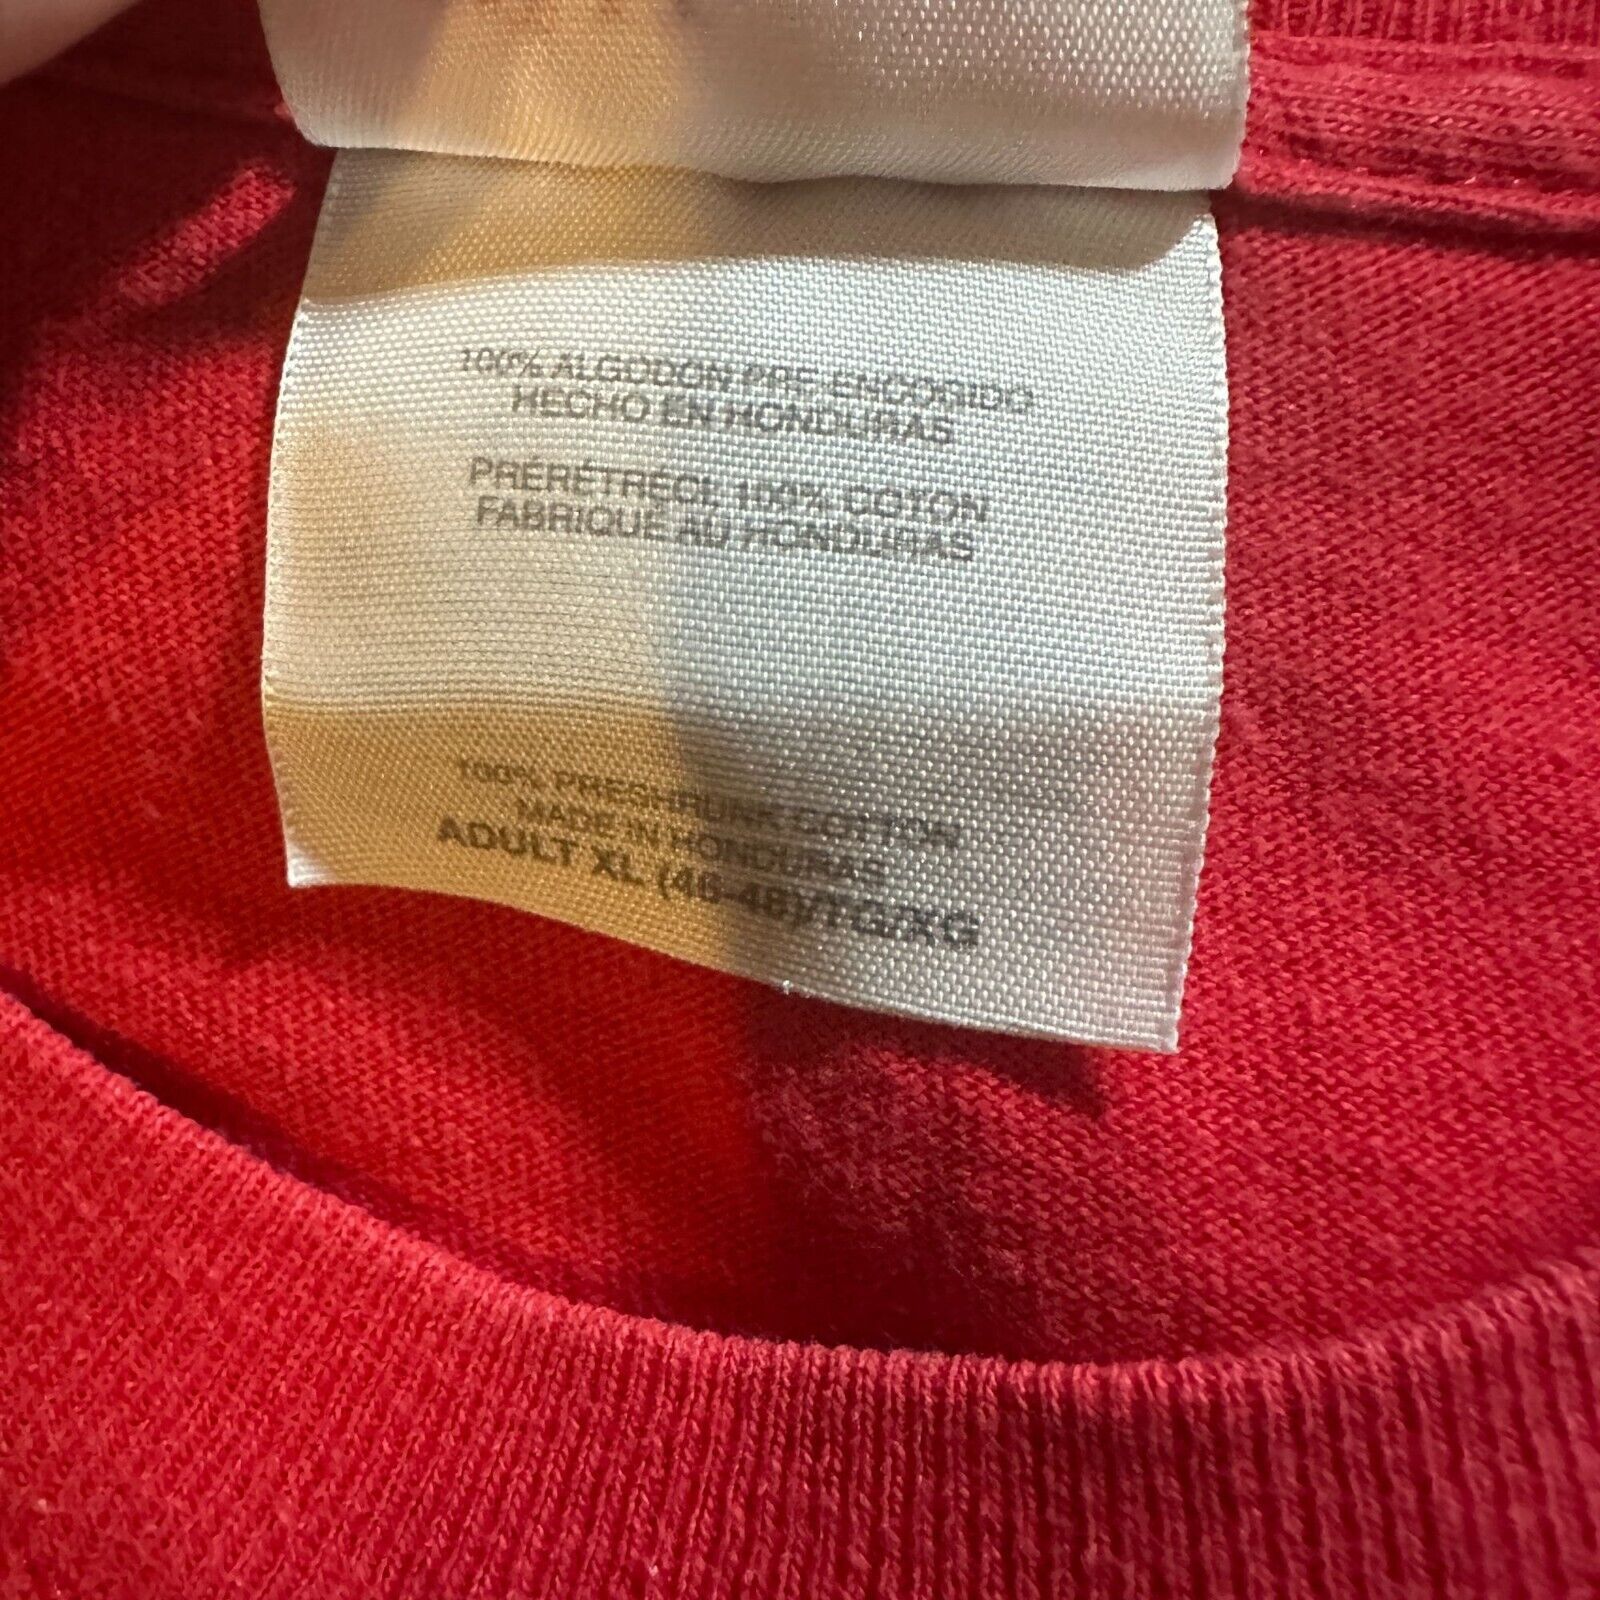 100% ALGODON PRE-ENCOGIDO
HECHO EN HONDURAS
PRÉRÉTRÉCI, 100% COTON
FABRIQUÉ AU HONDURAS
100% PRESHRUNK COTTON
MADE IN HONDURAS
ADULT XL (46-48)/TG/XG